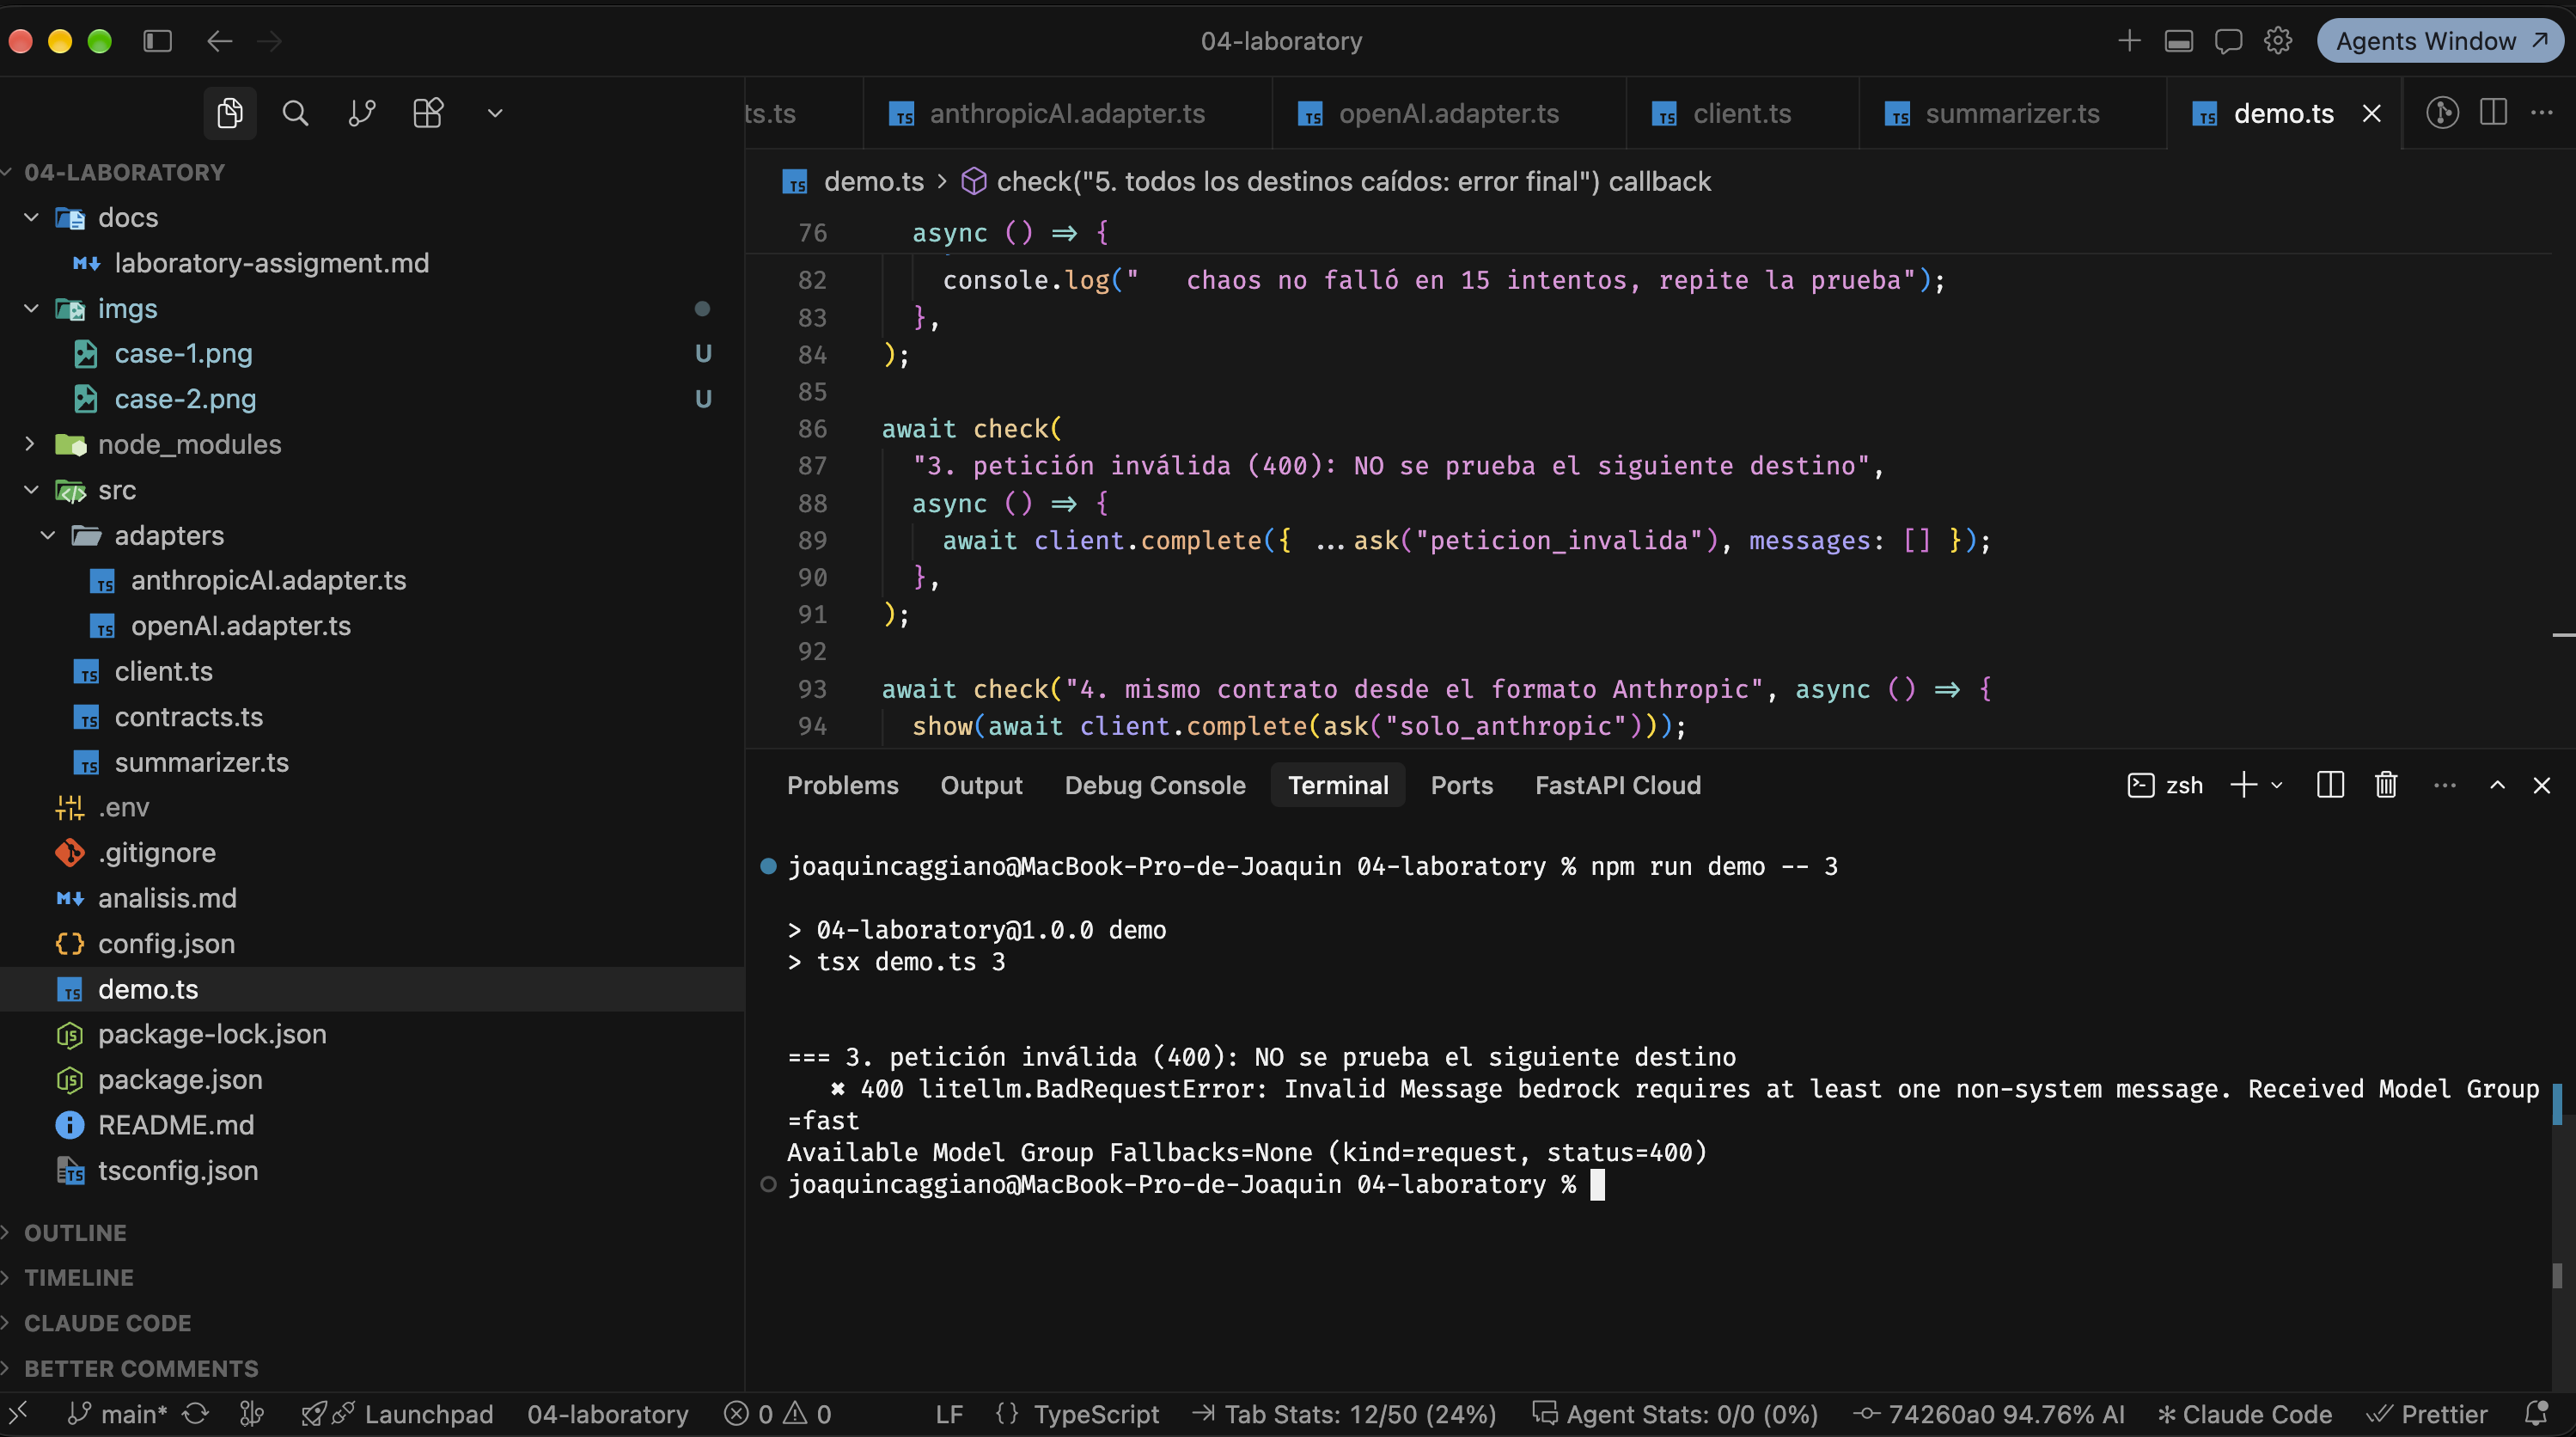 04-laboratory
Agents Window
04-LABORATORY
docs
laboratory-assigment.md
imgs
case-1.png U
case-2.png U
node_modules
src
adapters
anthropicAI.adapter.ts
openAI.adapter.ts
client.ts
contracts.ts
summarizer.ts
.env
.gitignore
analisis.md
config.json
demo.ts
package-lock.json
package.json
README.md
tsconfig.json
OUTLINE
TIMELINE
CLAUDE CODE
BETTER COMMENTS
ts.ts anthropicAI.adapter.ts openAI.adapter.ts client.ts summarizer.ts demo.ts
demo.ts > check("5. todos los destinos caídos: error final") callback
76 async () => {
82 console.log("   chaos no falló en 15 intentos, repite la prueba");
83 },
84 );
85
86 await check(
87 "3. petición inválida (400): NO se prueba el siguiente destino",
88 async () => {
89 await client.complete({ ...ask("peticion_invalida"), messages: [] });
90 },
91 );
92
93 await check("4. mismo contrato desde el formato Anthropic", async () => {
94 show(await client.complete(ask("solo_anthropic")));
Problems Output Debug Console Terminal Ports FastAPI Cloud zsh
joaquincaggiano@MacBook-Pro-de-Joaquin 04-laboratory % npm run demo -- 3
> 04-laboratory@1.0.0 demo
> tsx demo.ts 3
=== 3. petición inválida (400): NO se prueba el siguiente destino
✖ 400 litellm.BadRequestError: Invalid Message bedrock requires at least one non-system message. Received Model Group
=fast
Available Model Group Fallbacks=None (kind=request, status=400)
joaquincaggiano@MacBook-Pro-de-Joaquin 04-laboratory %
main* Launchpad 04-laboratory 0 0 LF {} TypeScript Tab Stats: 12/50 (24%) Agent Stats: 0/0 (0%) 74260a0 94.76% AI Claude Code Prettier